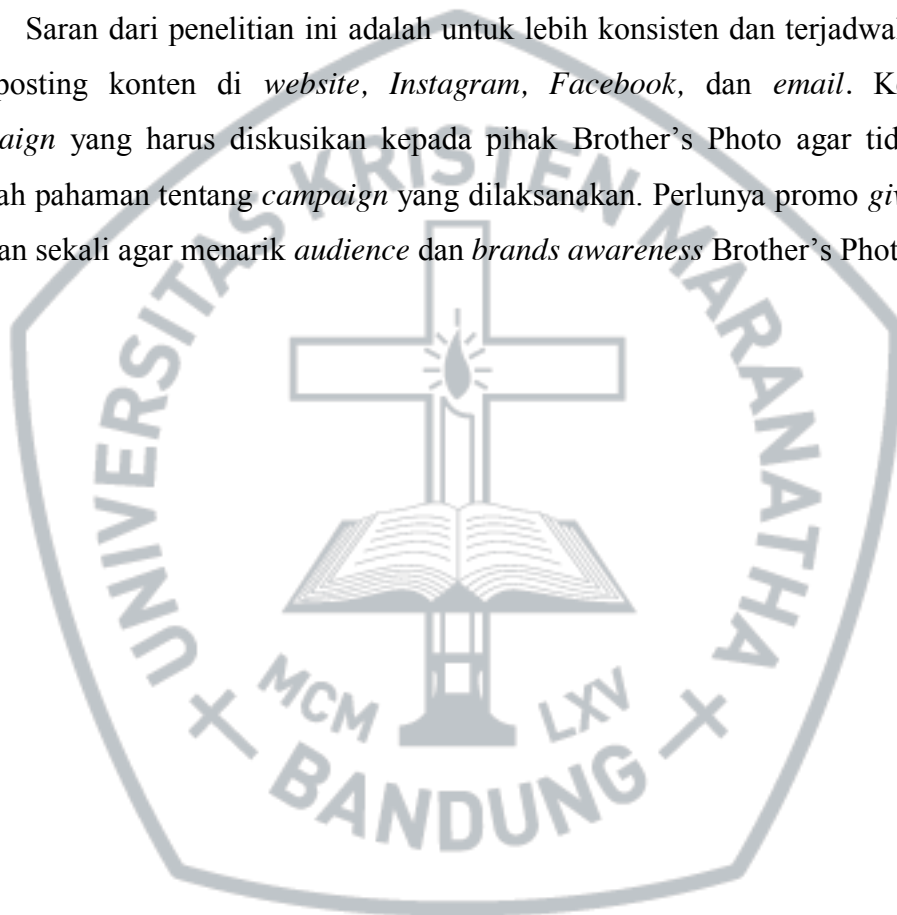 Saran dari penelitian ini adalah untuk lebih konsisten dan terjadwal
posting konten di website, Instagram, Facebook, dan email. K
aign yang harus diskusikan kepada pihak Brother's Photo agar tid
ah pahaman tentang campaign yang dilaksanakan. Perlunya promo gi
an sekali agar menarik audience dan brands awareness Brother's Phot
UNIVERSITAS KRISTEN MARANATHA
MCM LXV
BANDUNG